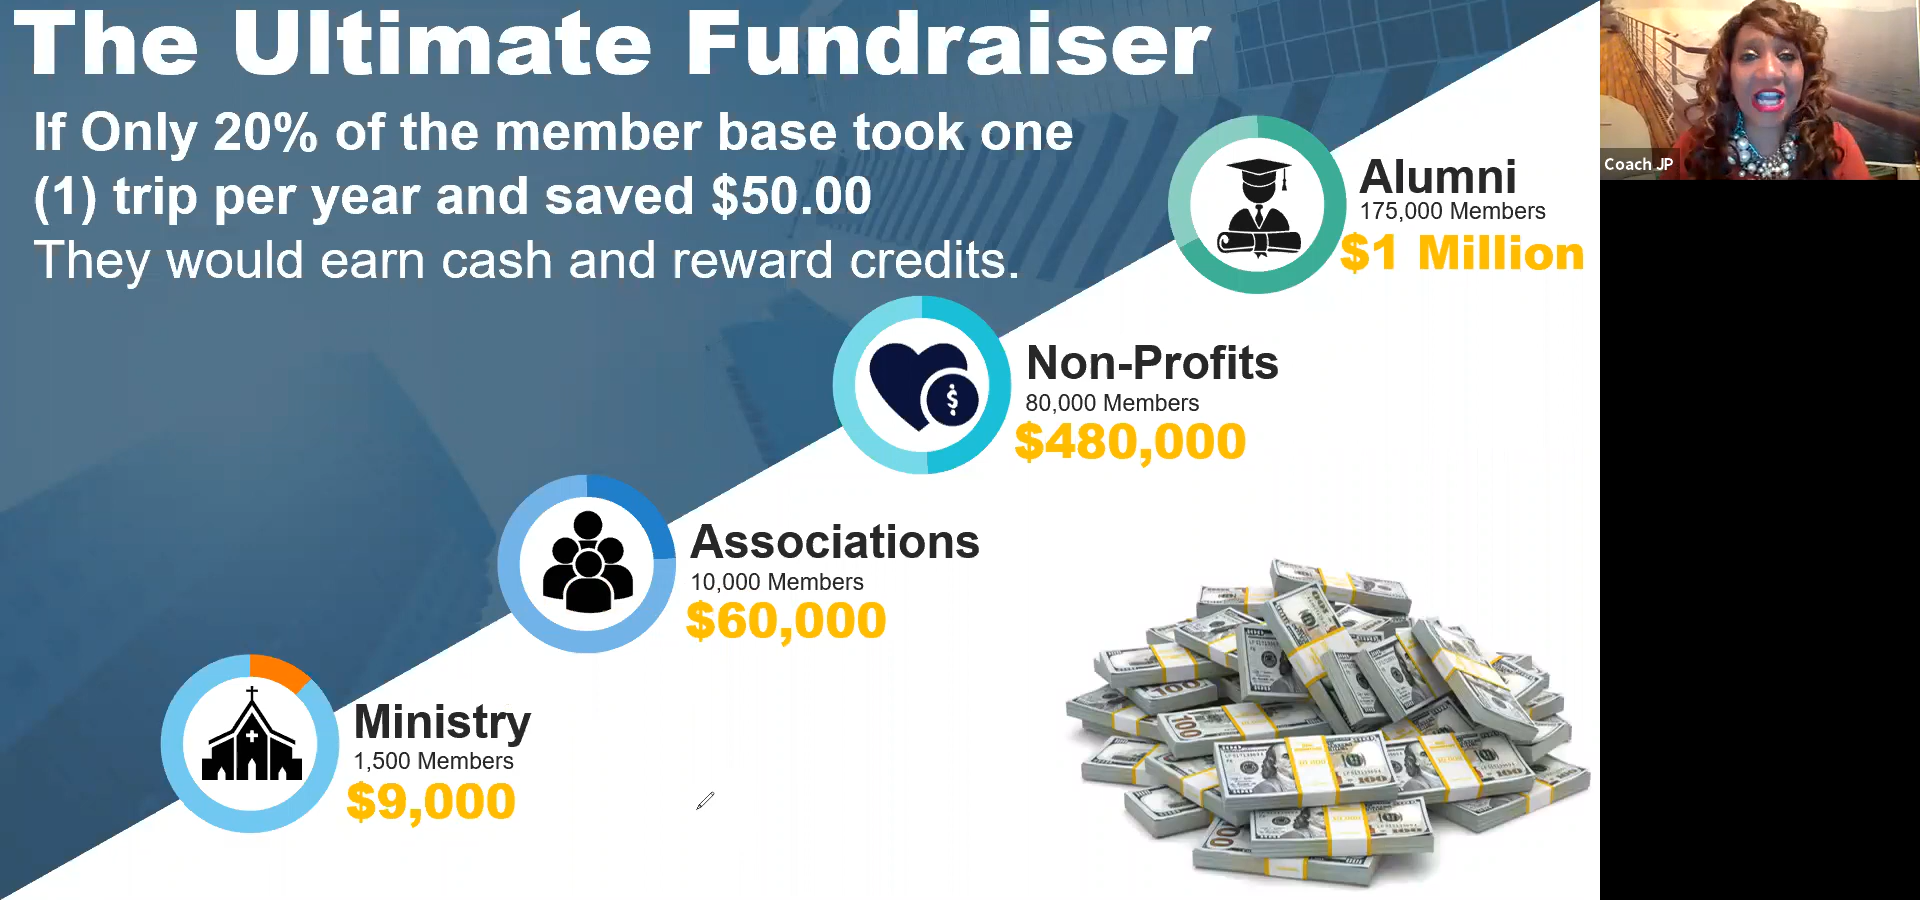 The Ultimate Fundraiser
If Only 20% of the member base took one
(1) trip per year and saved $50.00
They would earn cash and reward credits.
Alumni
175,000 Members
$1 Million
Coach JP
Non-Profits
80,000 Members
$480,000
Associations
10,000 Members
$60,000
Ministry
1,500 Members
$9,000